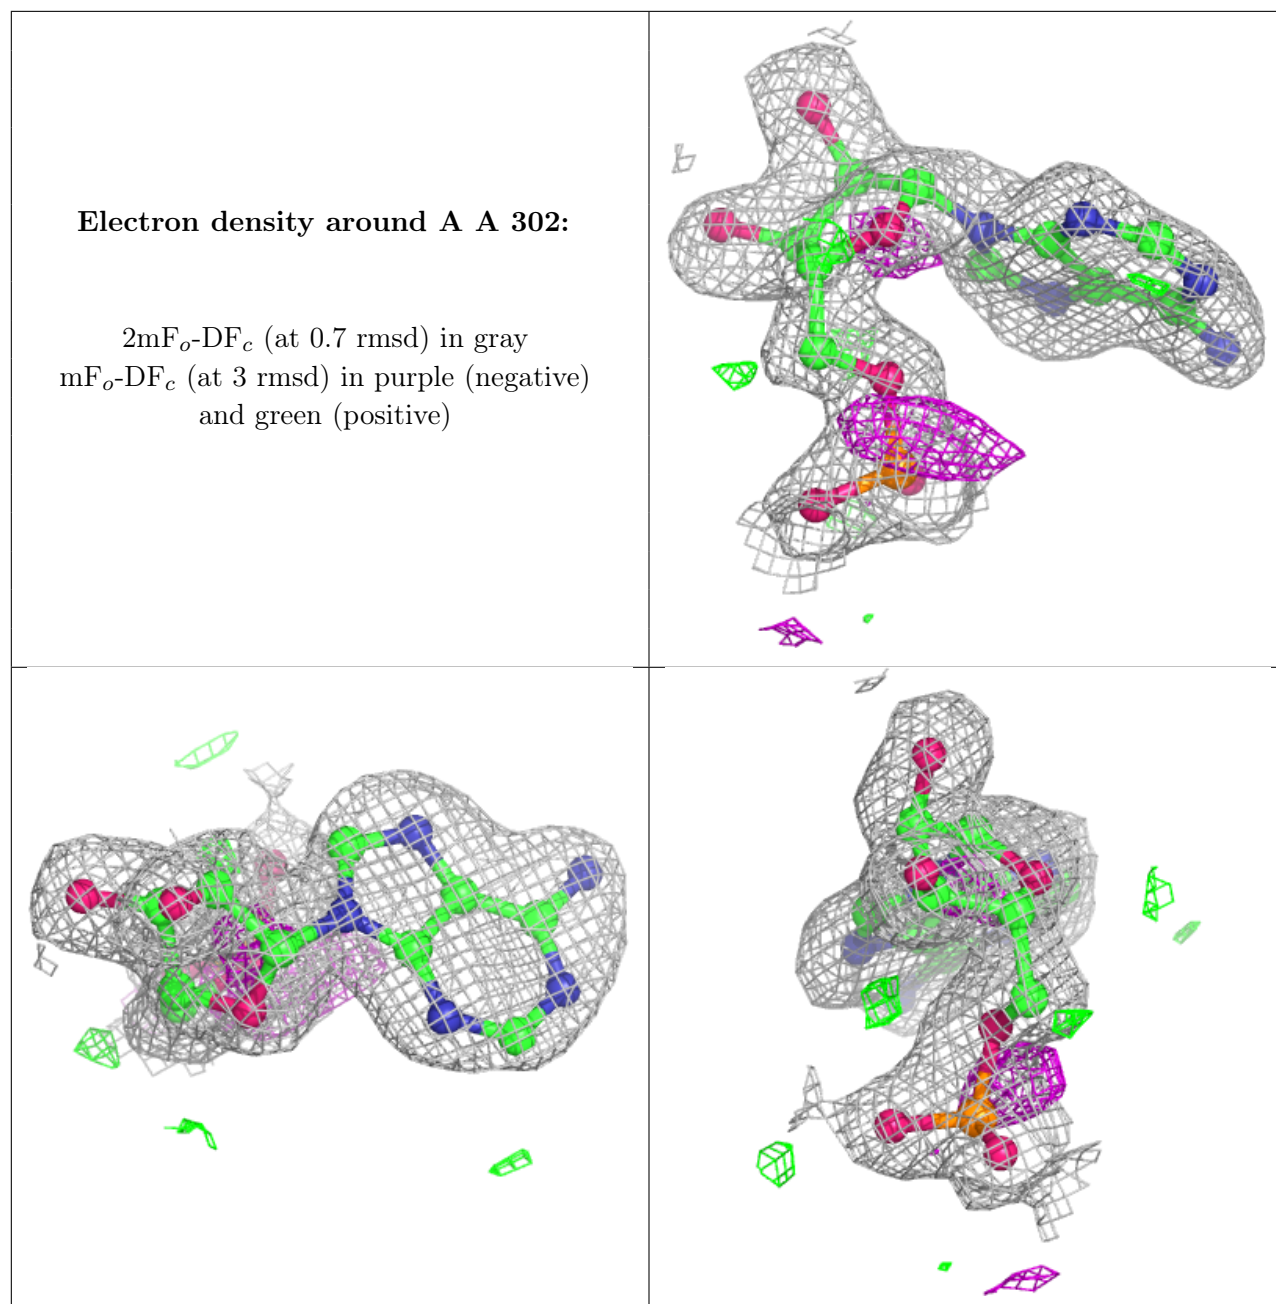 Electron density around A A 302:
2mFo-DFc (at 0.7 rmsd) in gray
mFo-DFc (at 3 rmsd) in purple (negative)
and green (positive)